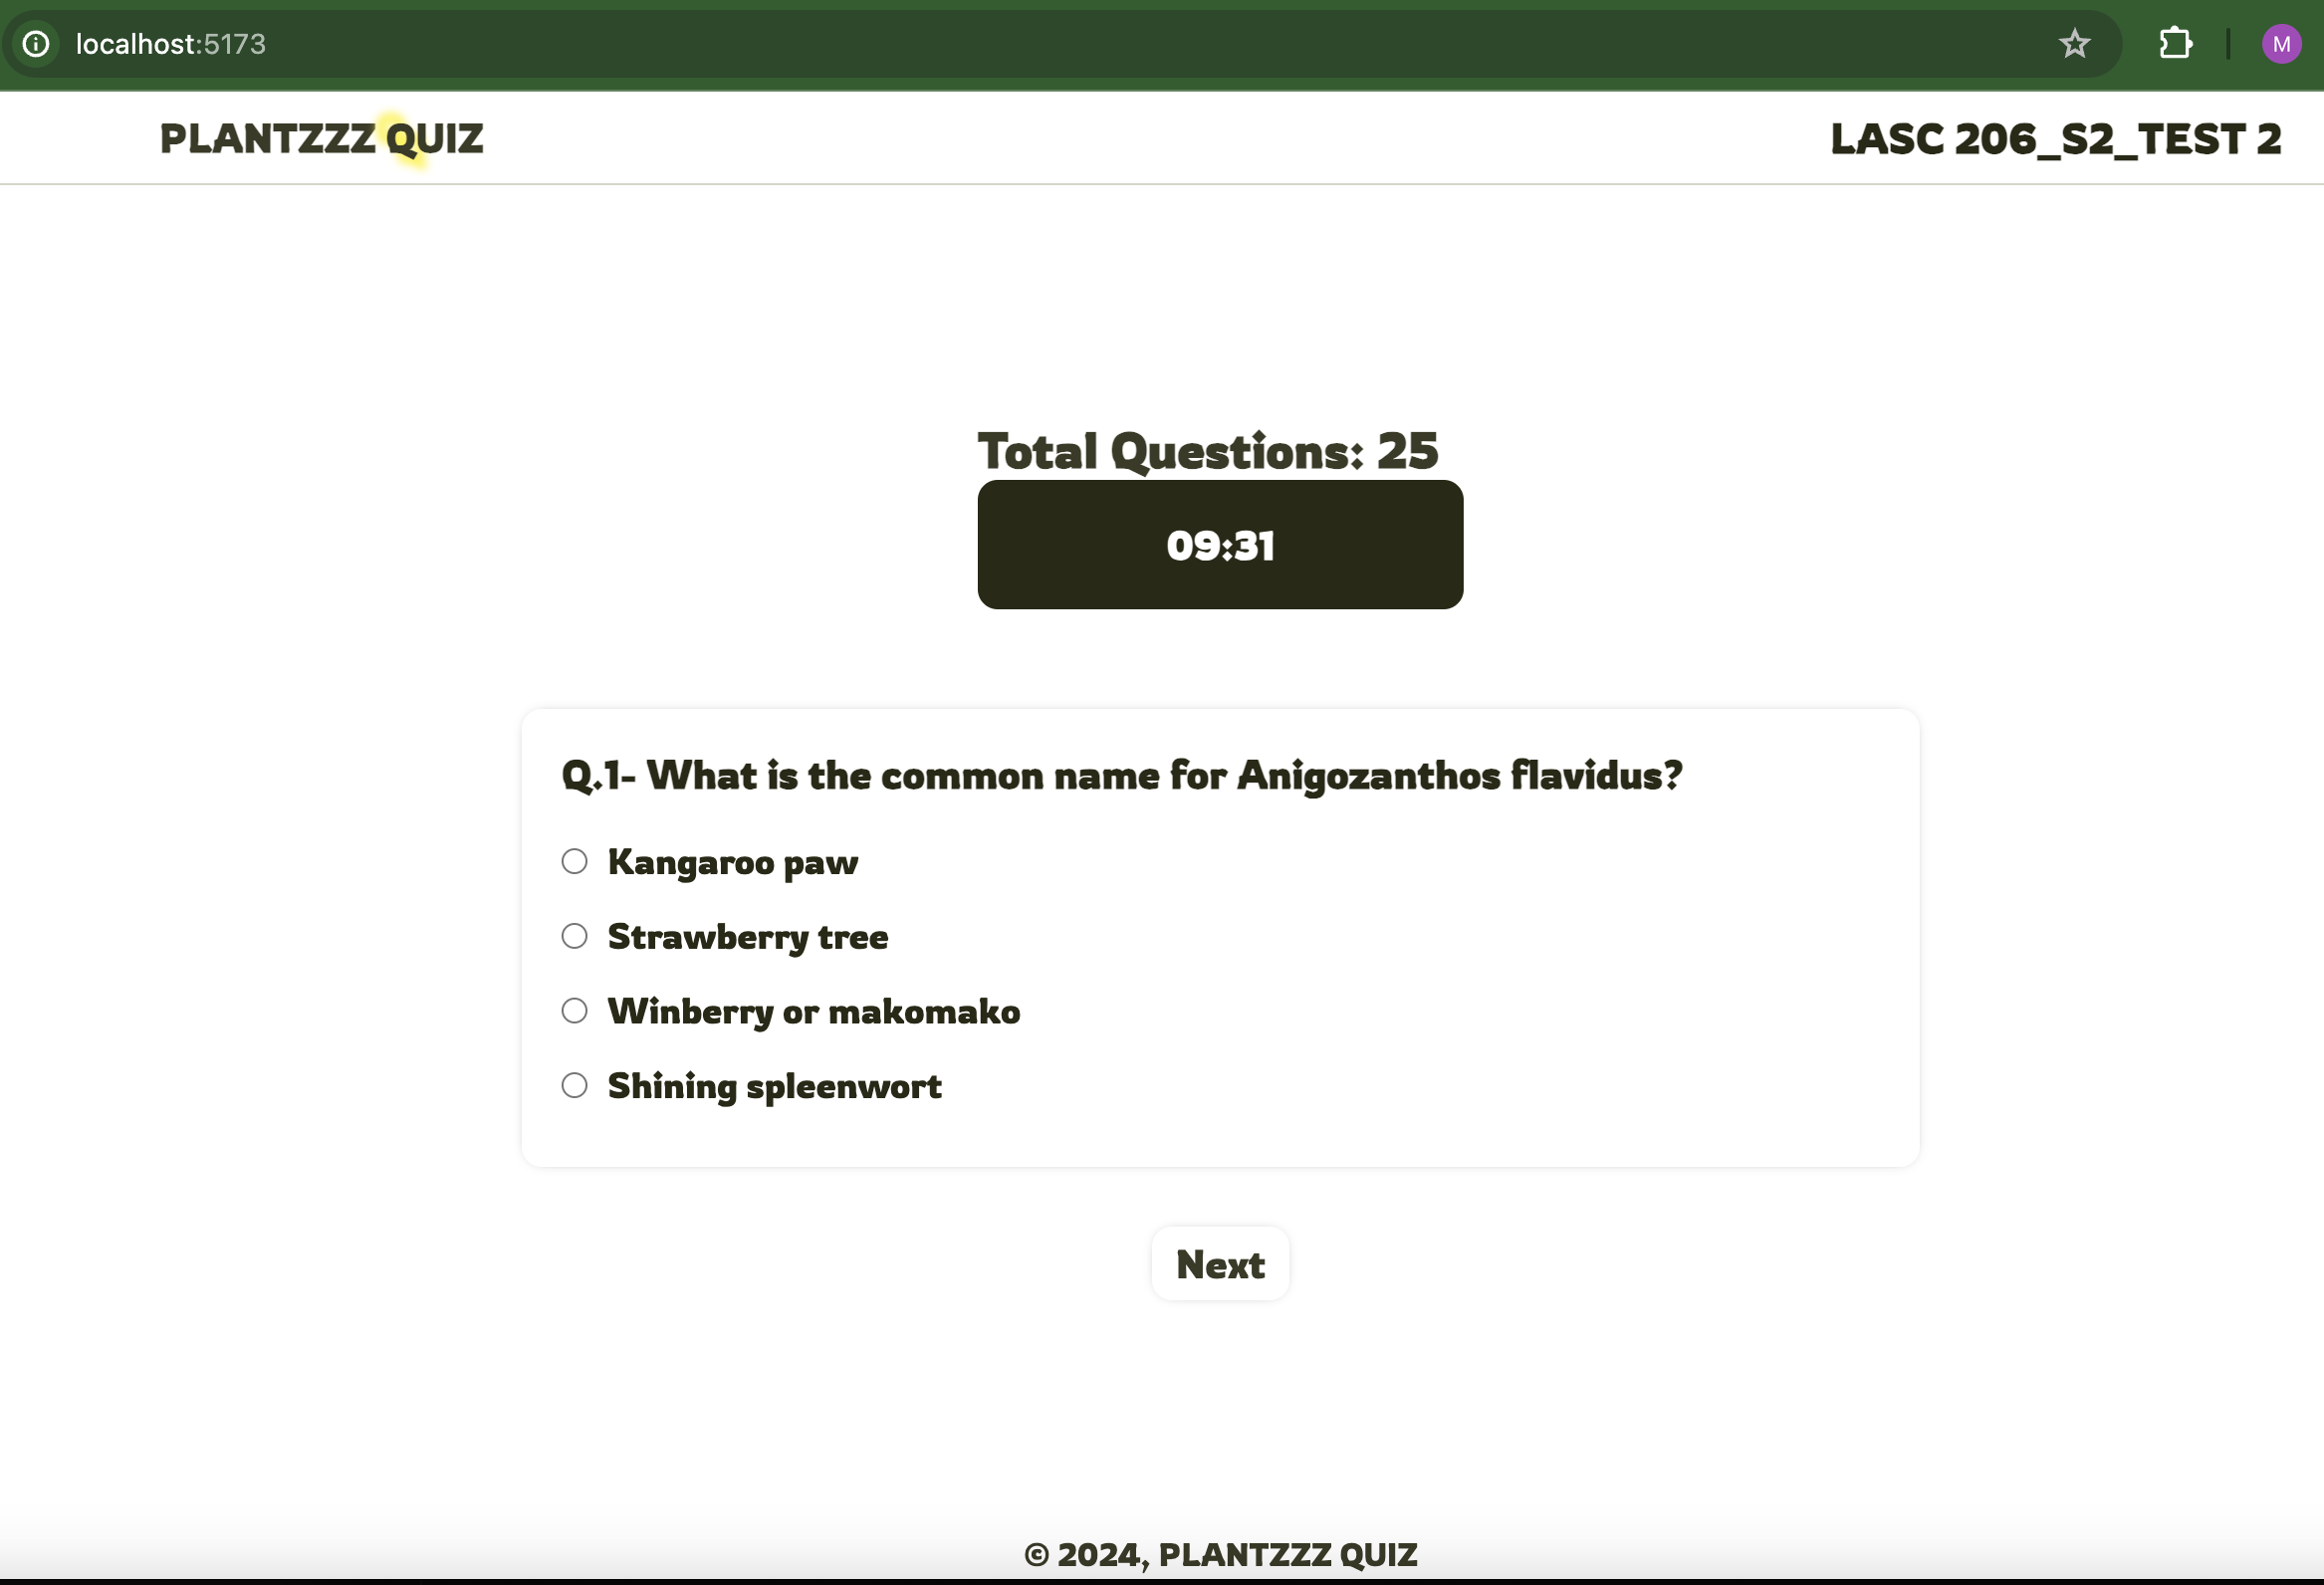 localhost:5173
M
PLANTZZZ QUIZ
LASC 206_S2_TEST 2
Total Questions: 25
09:31
Q.1- What is the common name for Anigozanthos flavidus?
Kangaroo paw
Strawberry tree
Winberry or makomako
Shining spleenwort
Next
© 2024, PLANTZZZ QUIZ